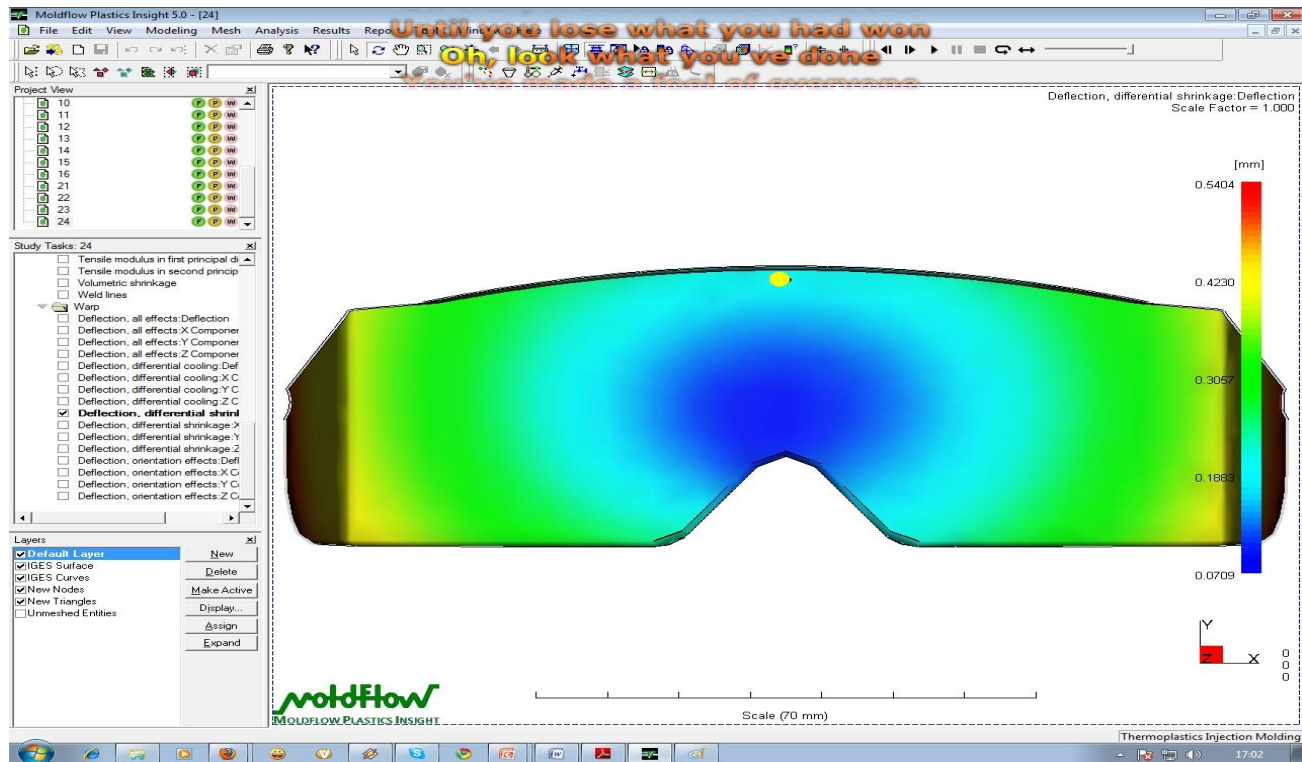 Moldflow Plastics Insight 5.0 - [24]
File Edit View Modeling Mesh Analysis Results
Until you lose what you had won
Oh, look what you've done
Project View
10
11
12
13
14
15
16
21
22
23
24
Study Tasks: 24
Tensile modulus in first principal di
Tensile modulus in second princip
Volumetric shrinkage
Weld lines
Warp
Deflection, all effects:Deflection
Deflection, all effects:X Componer
Deflection, all effects:Y Componer
Deflection, all effects:Z Componer
Deflection, differential cooling:Def
Deflection, differential cooling:X C
Deflection, differential cooling:Y C
Deflection, differential cooling:Z C
Deflection, differential shrinl
Deflection, differential shrinkage:X
Deflection, differential shrinkage:Y
Deflection, differential shrinkage:Z
Deflection, orientation effects:Defl
Deflection, orientation effects:X C
Deflection, orientation effects:Y C
Deflection, orientation effects:Z C
Layers
Default Layer
IGES Surface
IGES Curves
New Nodes
New Triangles
Unmeshed Entities
New
Delete
Make Active
Display...
Assign
Expand
Deflection, differential shrinkage:Deflection
Scale Factor = 1.000
[mm]
0.5404
0.4230
0.3057
0.1883
0.0709
Y
Z X
0
0
0
moldflow
MOLDFLOW PLASTICS INSIGHT
Scale (70 mm)
Thermoplastics Injection Molding
17:02